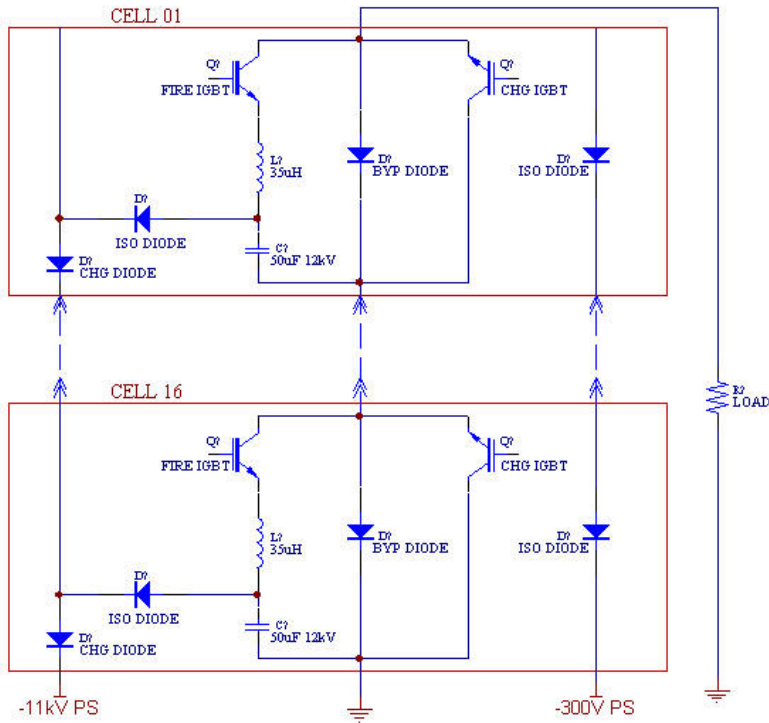 CELL 01
Q?
FIRE IGBT
Q?
CHG IGBT
L?
35uH
D?
BYP DIODE
D?
ISO DIODE
D?
ISO DIODE
C?
50uF 12kV
D?
CHG DIODE
R?
LOAD
CELL 16
Q?
FIRE IGBT
Q?
CHG IGBT
L?
35uH
D?
BYP DIODE
D?
ISO DIODE
D?
ISO DIODE
C?
50uF 12kV
D?
CHG DIODE
-11kV PS
-300V PS